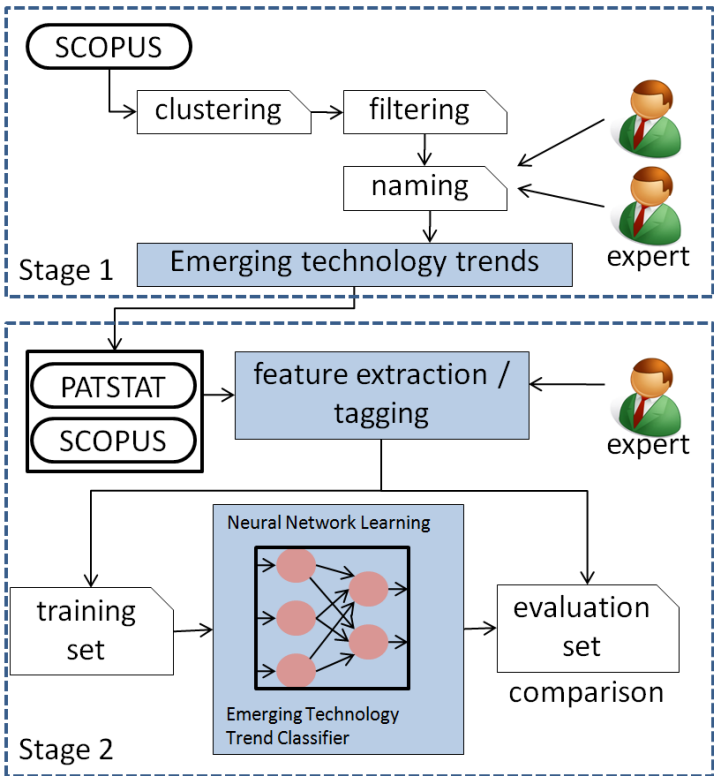 SCOPUS
clustering
filtering
naming
expert
Emerging technology trends
Stage 1
PATSTAT
SCOPUS
feature extraction /
tagging
expert
Neural Network Learning
training
set
evaluation
set
comparison
Emerging Technology
Trend Classifier
Stage 2